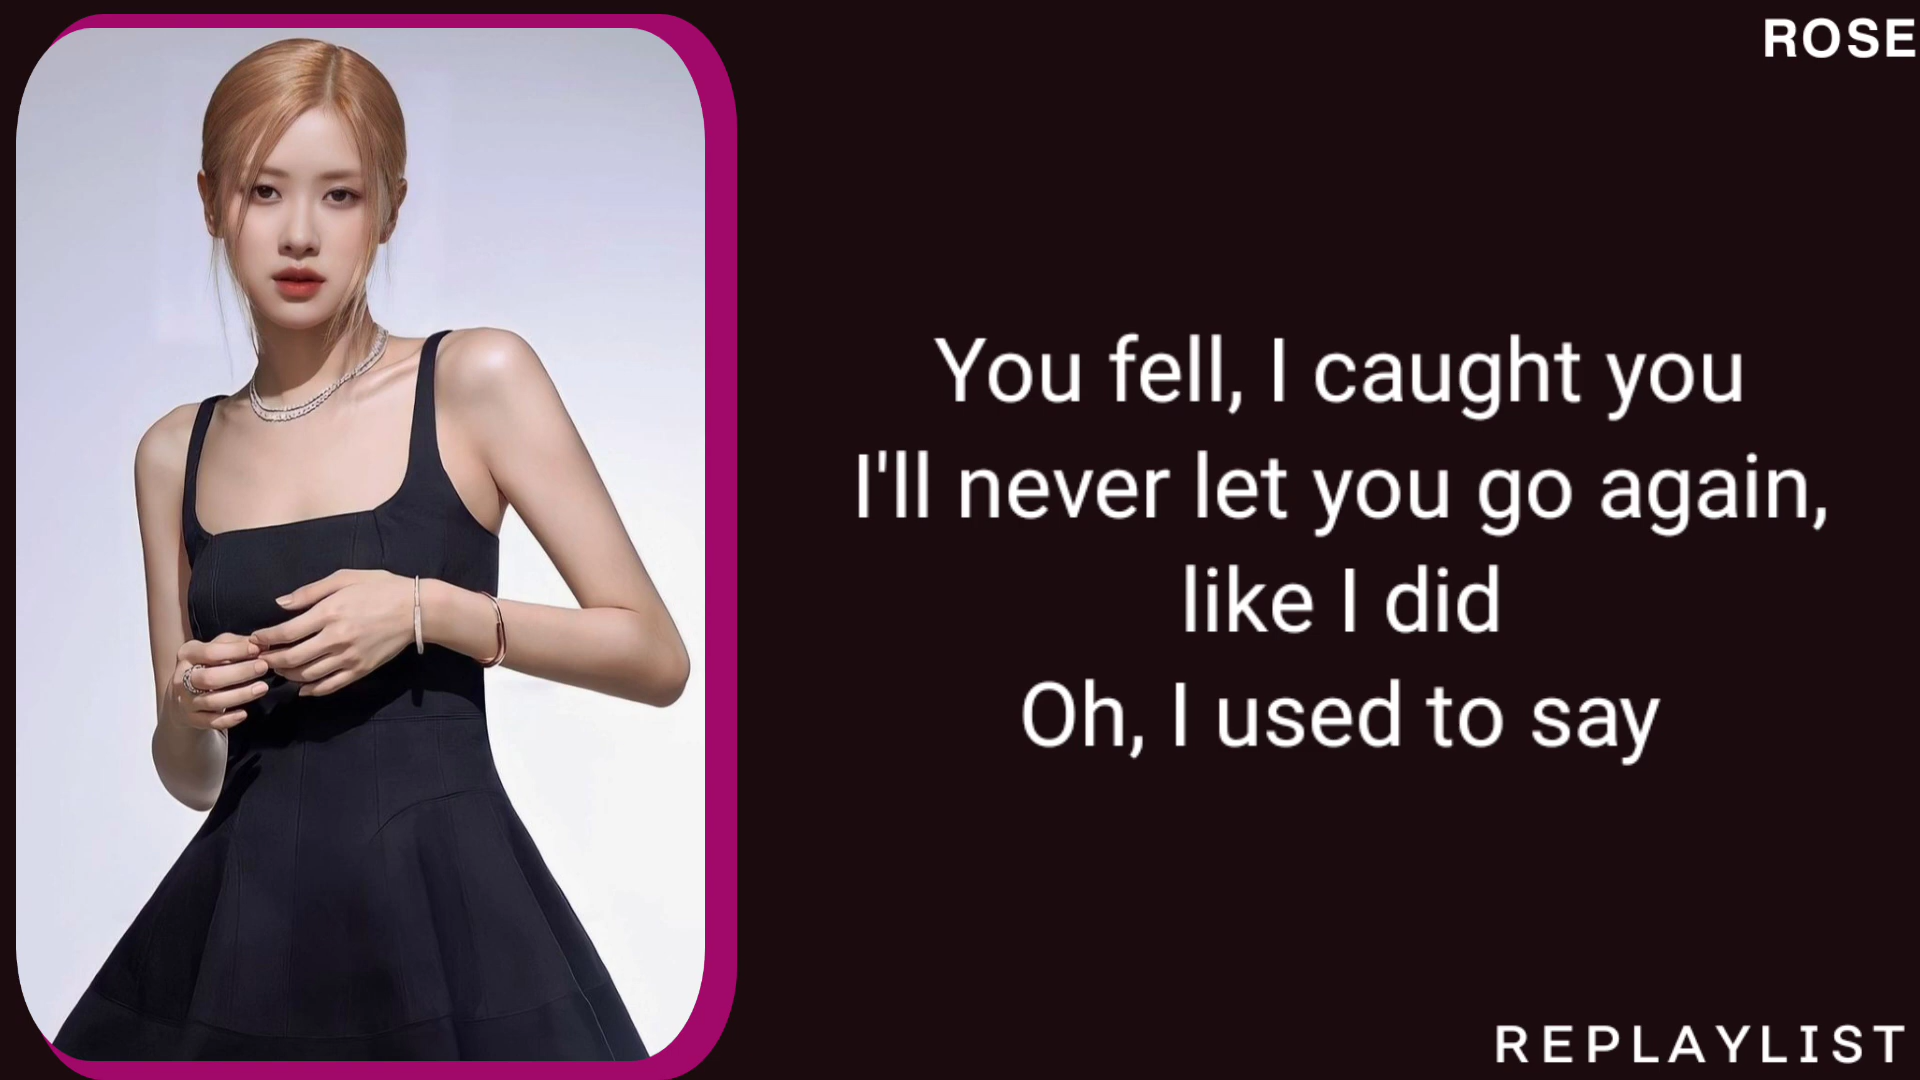 ROSE
You fell, I caught you
I'll never let you go again,
like I did
Oh, I used to say
REPLAYLIST